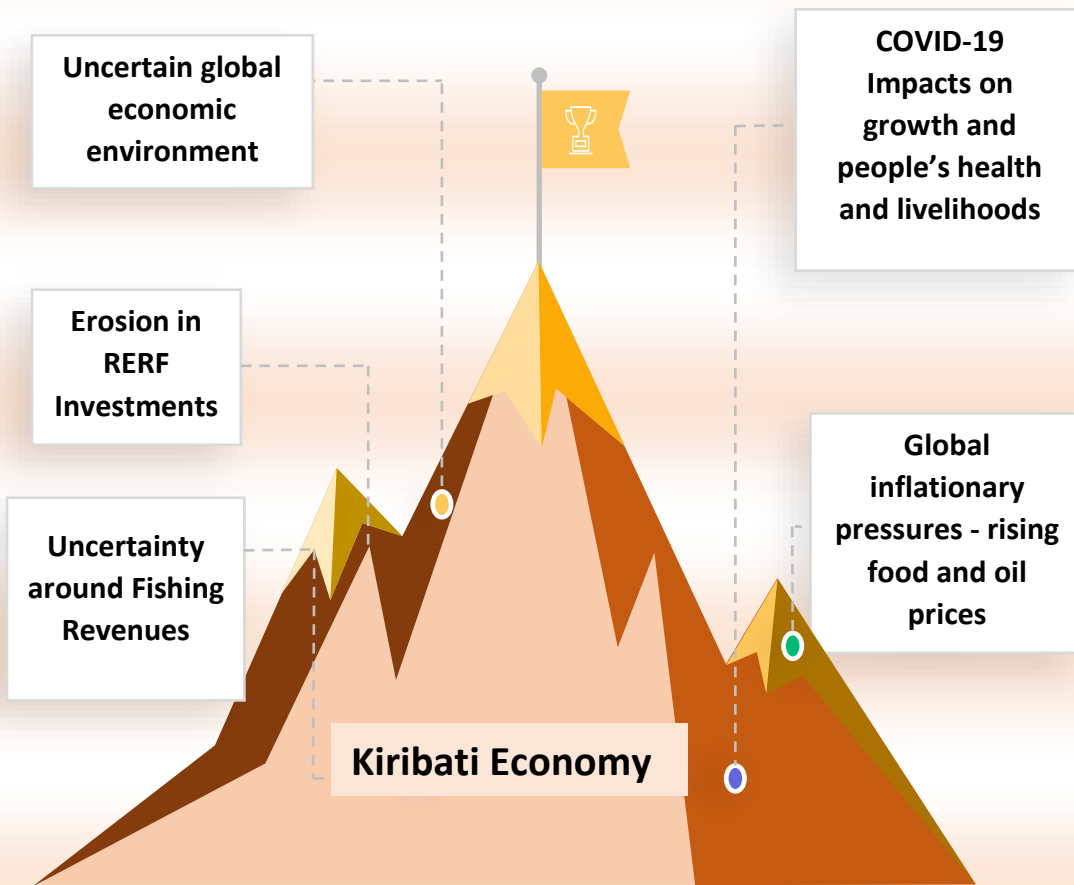 Uncertain global
economic
environment
COVID-19
Impacts on
growth and
people’s health
and livelihoods
Erosion in
RERF
Investments
Global
inflationary
pressures - rising
food and oil
prices
Uncertainty
around Fishing
Revenues
Kiribati Economy